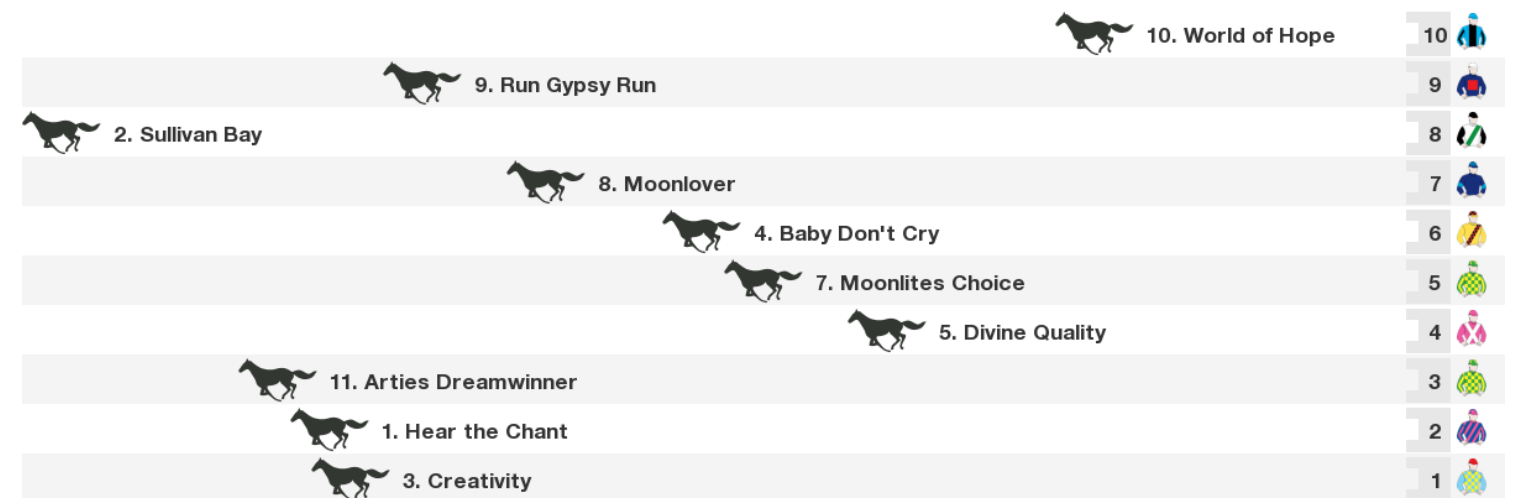 10. World of Hope 10
9. Run Gypsy Run 9
2. Sullivan Bay 8
8. Moonlover 7
4. Baby Don't Cry 6
7. Moonlites Choice 5
5. Divine Quality 4
11. Arties Dreamwinner 3
1. Hear the Chant 2
3. Creativity 1